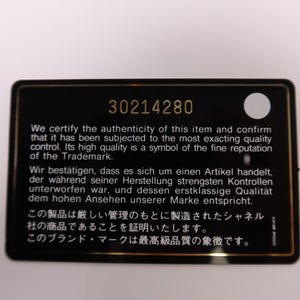 30214280
We certify the authenticity of this item and confirm
that it has been subjected to the most exacting quality
control. Its high quality is a symbol of the fine reputation
of the Trademark.
Wir bestätigen, dass es sich um einen Artikel handelt,
der während seiner Herstellung strengsten Kontrollen
unterworfen war, und dessen erstklassige Qualität
dem hohen Ansehen unserer Marke entspricht.
この製品は厳しい管理のもとに製造されたシャネル
社の商品であることを証明いたします。
このブランド・マークは最高級品質の象徴です。